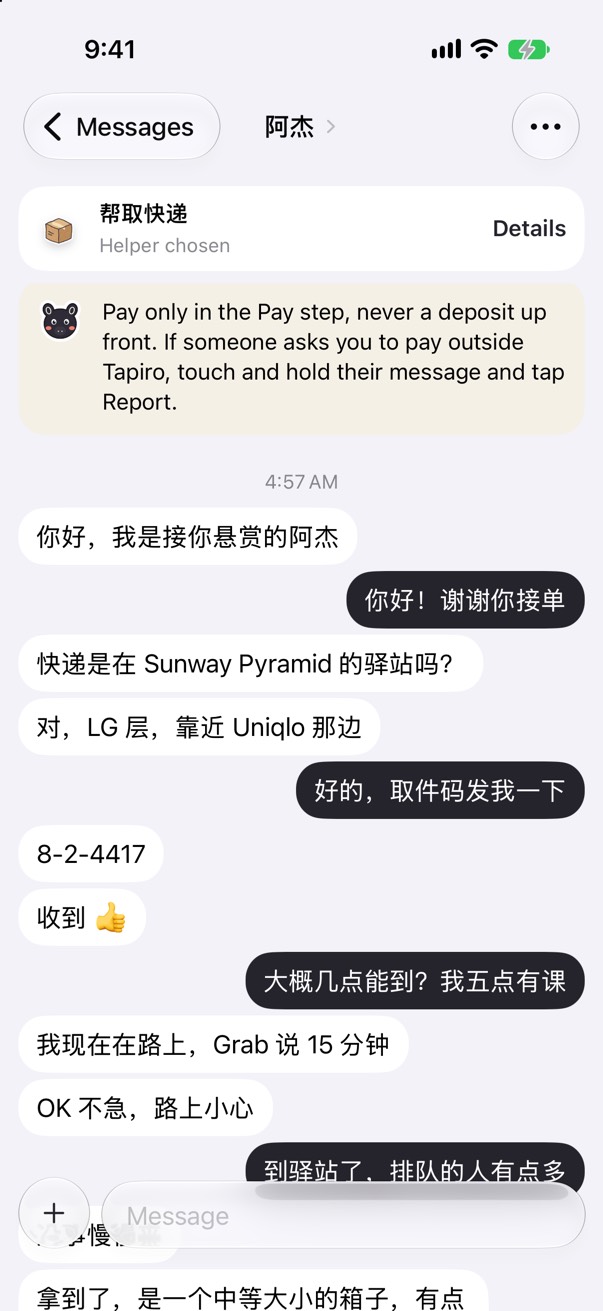 9:41
Messages
阿杰
帮取快递
Helper chosen
Details
Pay only in the Pay step, never a deposit up
front. If someone asks you to pay outside
Tapiro, touch and hold their message and tap
Report.
4:57 AM
你好，我是接你悬赏的阿杰
你好！谢谢你接单
快递是在 Sunway Pyramid 的驿站吗？
对，LG 层，靠近 Uniqlo 那边
好的，取件码发我一下
8-2-4417
收到 👍
大概几点能到？我五点有课
我现在在路上，Grab 说 15 分钟
OK 不急，路上小心
到驿站了，排队的人有点多
Message
拿到了，是一个中等大小的箱子，有点